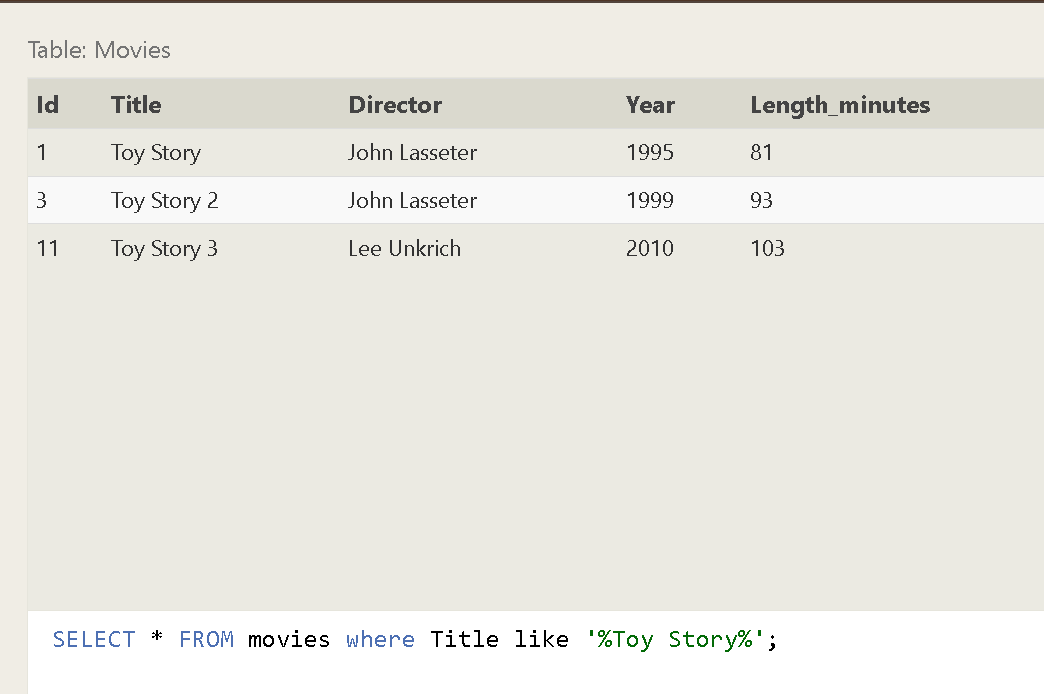 Table: Movies
Id Title Director Year Length_minutes
1 Toy Story John Lasseter 1995 81
3 Toy Story 2 John Lasseter 1999 93
11 Toy Story 3 Lee Unkrich 2010 103
SELECT * FROM movies where Title like '%Toy Story%';